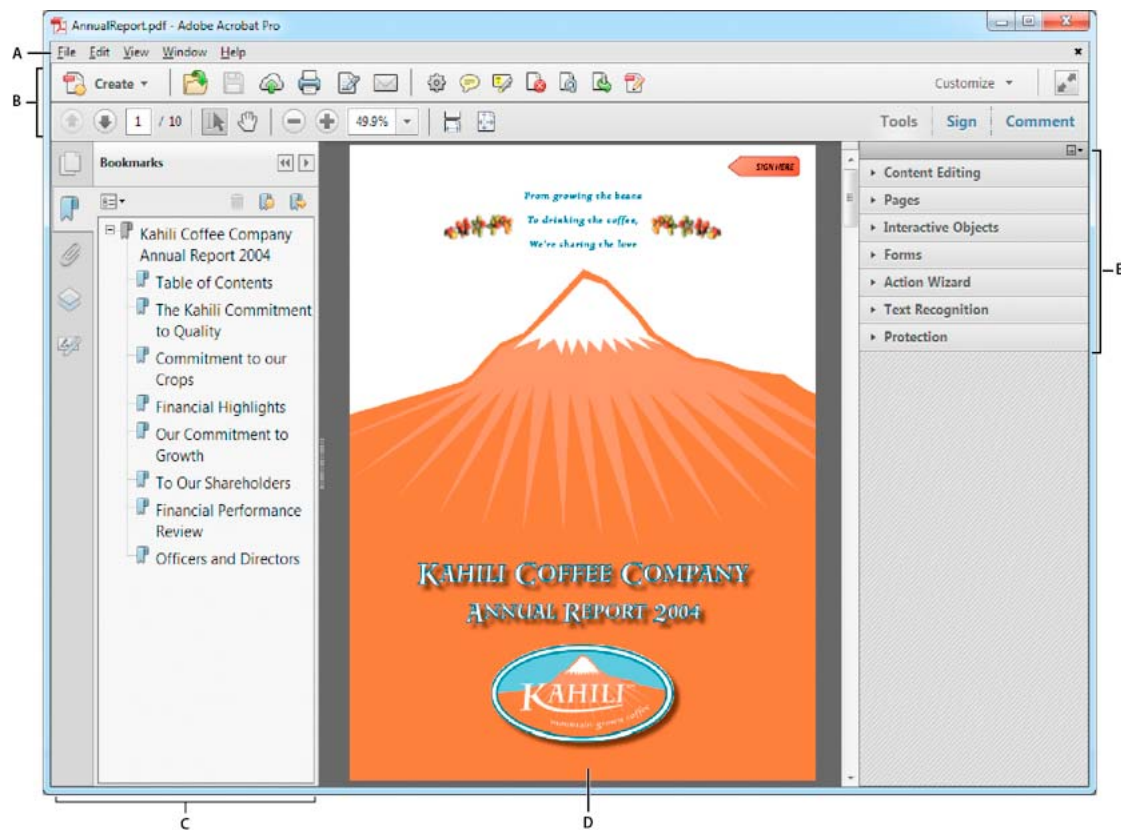 AnnualReport.pdf - Adobe Acrobat Pro
A
File Edit View Window Help
B
Create
Customize
1 / 10
49.9%
Tools Sign Comment
Bookmarks
Kahili Coffee Company
Annual Report 2004
Table of Contents
The Kahili Commitment
to Quality
Commitment to our
Crops
Financial Highlights
Our Commitment to
Growth
To Our Shareholders
Financial Performance
Review
Officers and Directors
SIGN HERE
From growing the beans
To drinking the coffee,
We're sharing the love
KAHILI COFFEE COMPANY
ANNUAL REPORT 2004
KAHILI
mountain grown coffee
Content Editing
Pages
Interactive Objects
Forms
Action Wizard
Text Recognition
Protection
E
C
D